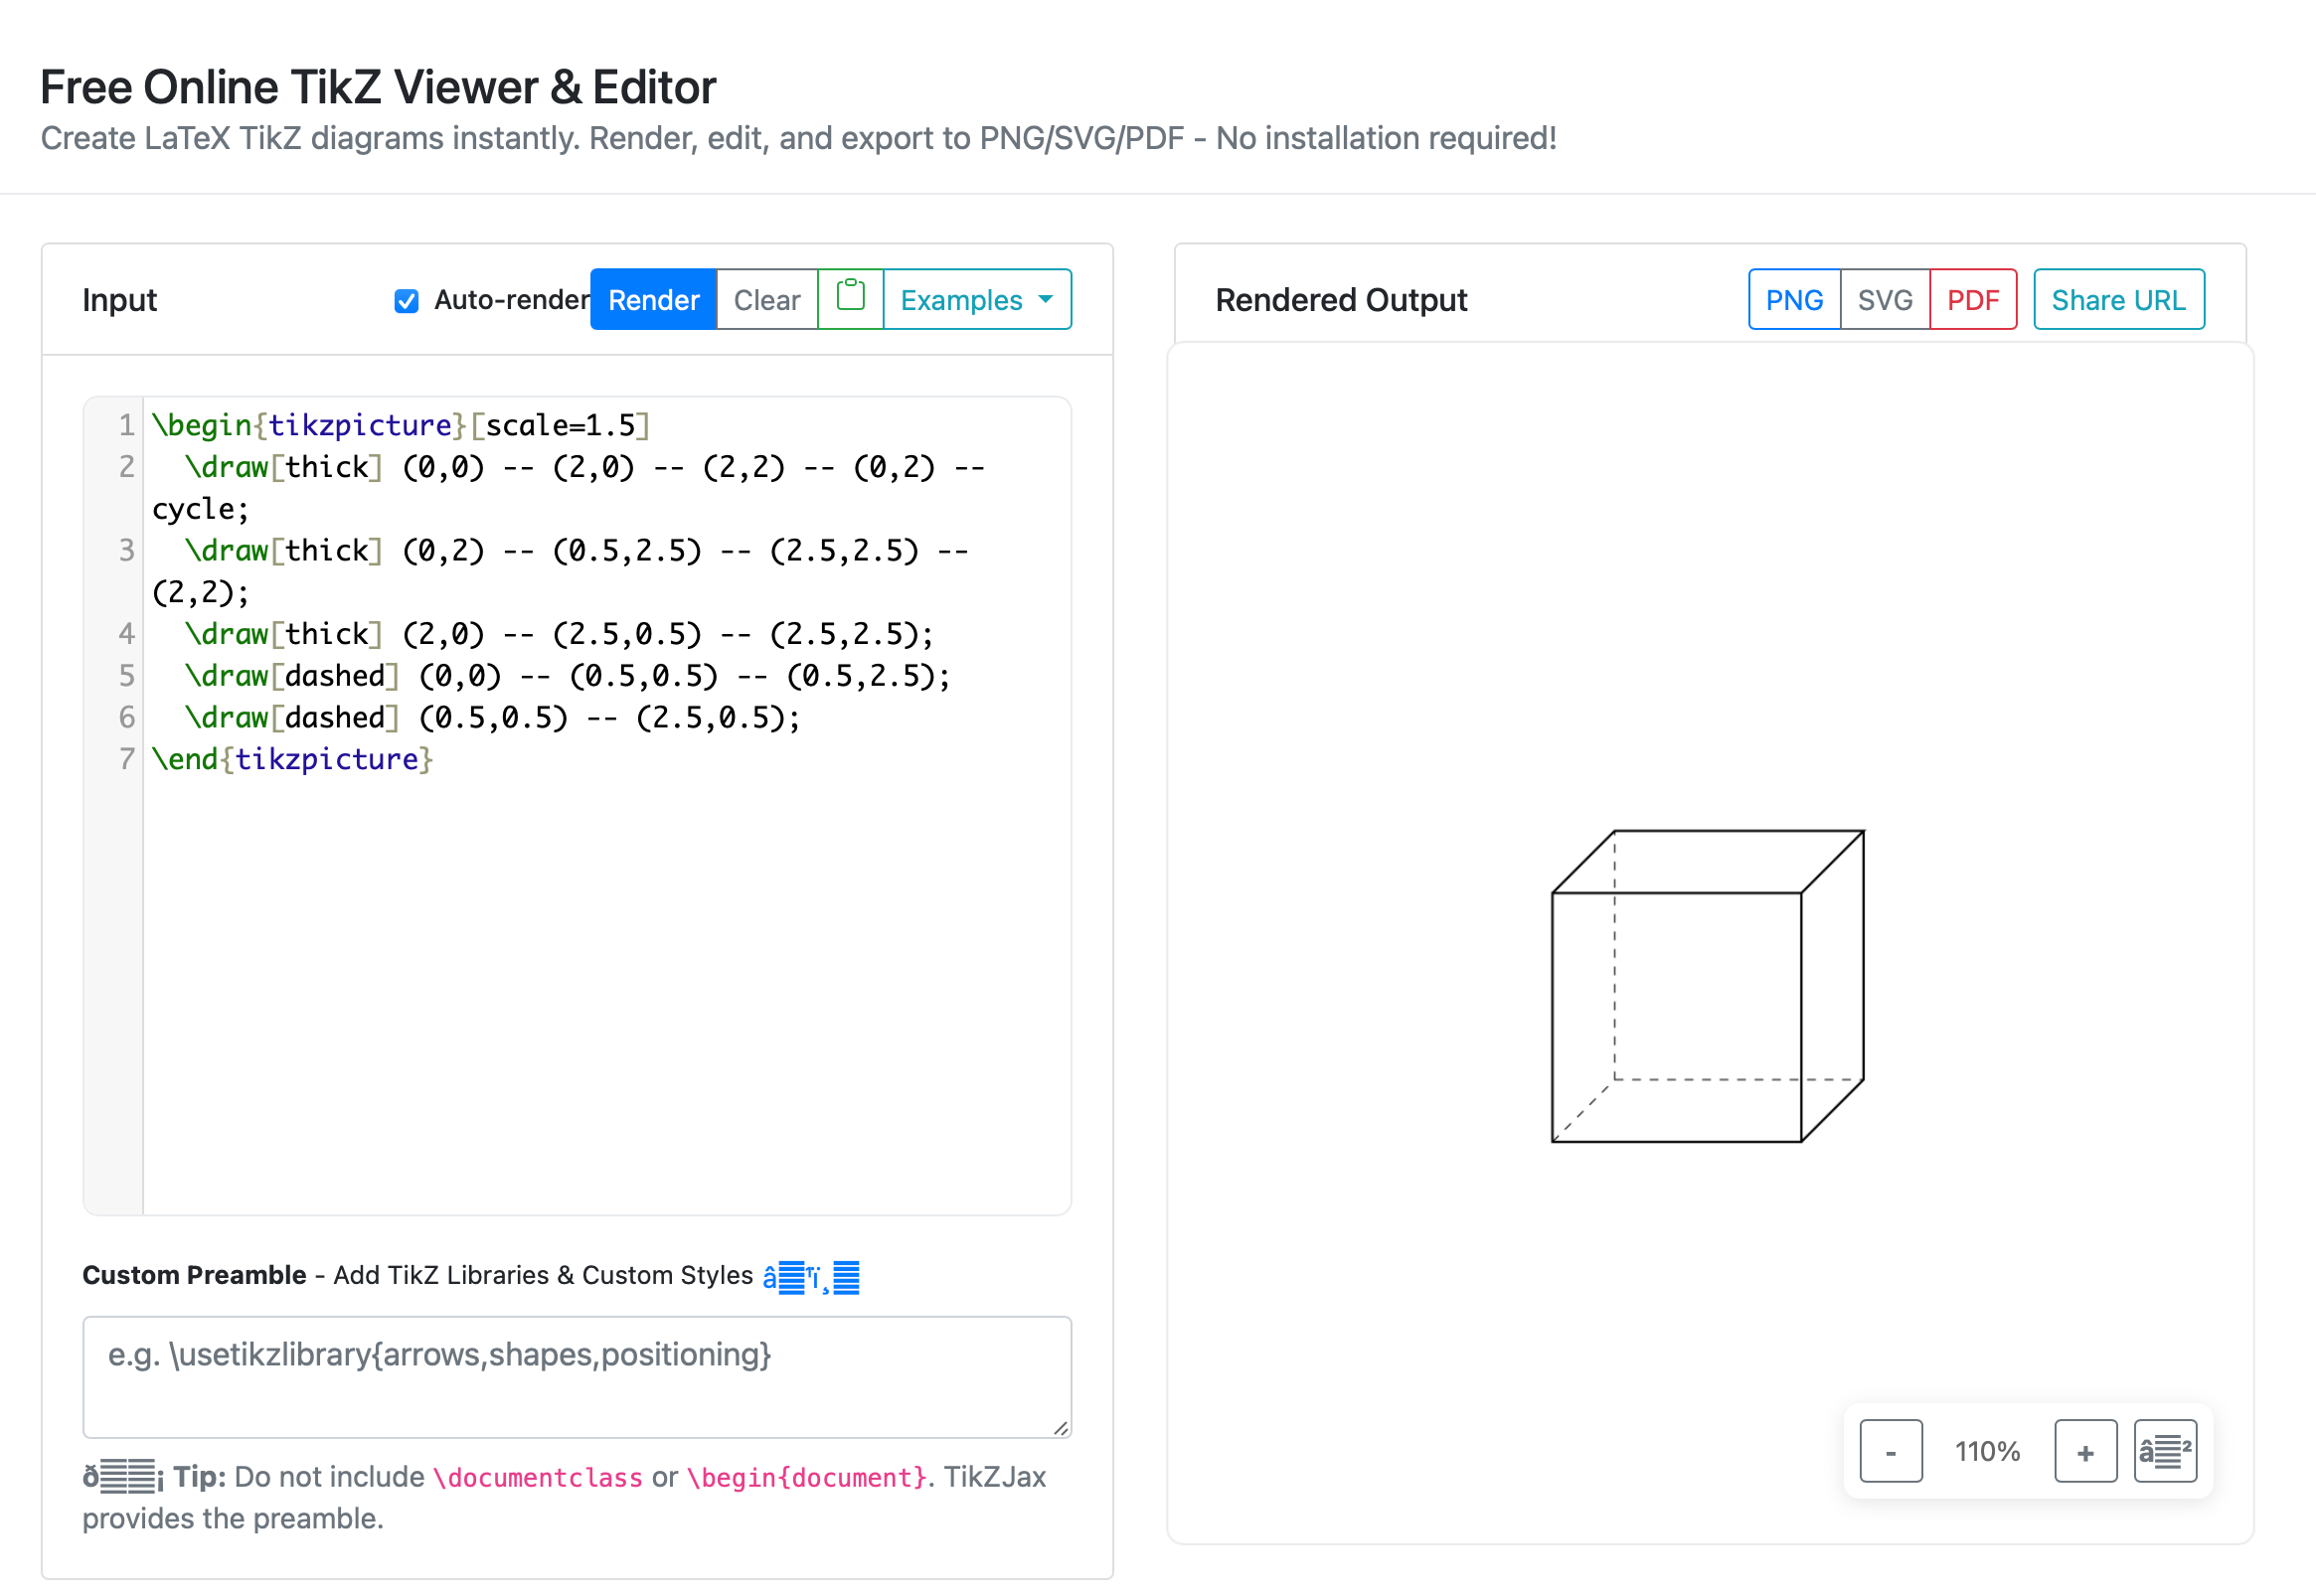 Free Online TikZ Viewer & Editor
Create LaTeX TikZ diagrams instantly. Render, edit, and export to PNG/SVG/PDF - No installation required!
Input
Auto-render
Render
Clear
Examples
1 \begin{tikzpicture}[scale=1.5]
2   \draw[thick] (0,0) -- (2,0) -- (2,2) -- (0,2) --
cycle;
3   \draw[thick] (0,2) -- (0.5,2.5) -- (2.5,2.5) --
(2,2);
4   \draw[thick] (2,0) -- (2.5,0.5) -- (2.5,2.5);
5   \draw[dashed] (0,0) -- (0.5,0.5) -- (0.5,2.5);
6   \draw[dashed] (0.5,0.5) -- (2.5,0.5);
7 \end{tikzpicture}
Custom Preamble - Add TikZ Libraries & Custom Styles
e.g. \usetikzlibrary{arrows,shapes,positioning}
Tip: Do not include \documentclass or \begin{document}. TikZJax
provides the preamble.
Rendered Output
PNG
SVG
PDF
Share URL
-
110%
+